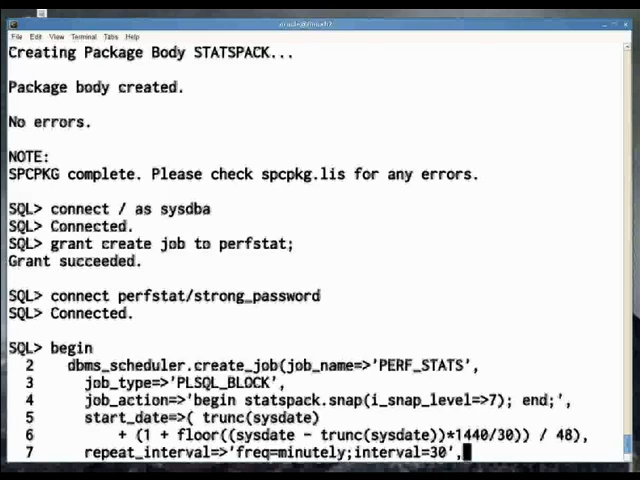 oracle@linuxh7
File Edit View Terminal Tabs Help
Creating Package Body STATSPACK...
Package body created.
No errors.
NOTE:
SPCPKG complete. Please check spcpkg.lis for any errors.
SQL> connect / as sysdba
SQL> Connected.
SQL> grant create job to perfstat;
Grant succeeded.
SQL> connect perfstat/strong_password
SQL> Connected.
SQL> begin
2 dbms_scheduler.create_job(job_name=>'PERF_STATS',
3 job_type=>'PLSQL_BLOCK',
4 job_action=>'begin statspack.snap(i_snap_level=>7); end;',
5 start_date=>( trunc(sysdate)
6 + (1 + floor((sysdate - trunc(sysdate))*1440/30)) / 48),
7 repeat_interval=>'freq=minutely;interval=30',